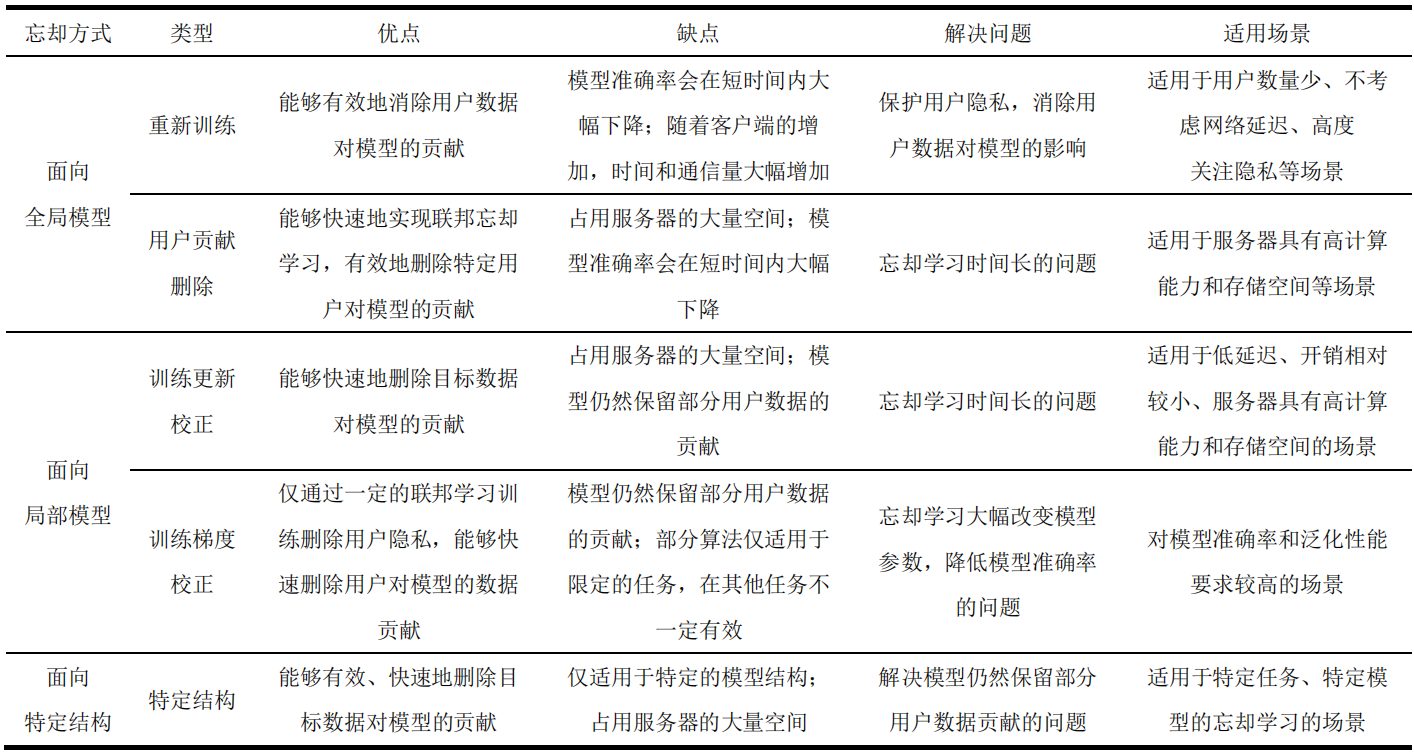 忘却方式 类型 优点 缺点 解决问题 适用场景
面向
全局模型
重新训练
能够有效地消除用户数据
对模型的贡献
模型准确率会在短时间内大
幅下降；随着客户端的增
加，时间和通信量大幅增加
保护用户隐私，消除用
户数据对模型的影响
适用于用户数量少、不考
虑网络延迟、高度
关注隐私等场景
用户贡献
删除
能够快速地实现联邦忘却
学习，有效地删除特定用
户对模型的贡献
占用服务器的大量空间；模
型准确率会在短时间内大幅
下降
忘却学习时间长的问题
适用于服务器具有高计算
能力和存储空间等场景
面向
局部模型
训练更新
校正
能够快速地删除目标数据
对模型的贡献
占用服务器的大量空间；模
型仍然保留部分用户数据的
贡献
忘却学习时间长的问题
适用于低延迟、开销相对
较小、服务器具有高计算
能力和存储空间的场景
训练梯度
校正
仅通过一定的联邦学习训
练删除用户隐私，能够快
速删除用户对模型的数据
贡献
模型仍然保留部分用户数据
的贡献；部分算法仅适用于
限定的任务，在其他任务不
一定有效
忘却学习大幅改变模型
参数，降低模型准确率
的问题
对模型准确率和泛化性能
要求较高的场景
面向
特定结构
特定结构
能够有效、快速地删除目
标数据对模型的贡献
仅适用于特定的模型结构；
占用服务器的大量空间
解决模型仍然保留部分
用户数据贡献的问题
适用于特定任务、特定模
型的忘却学习的场景